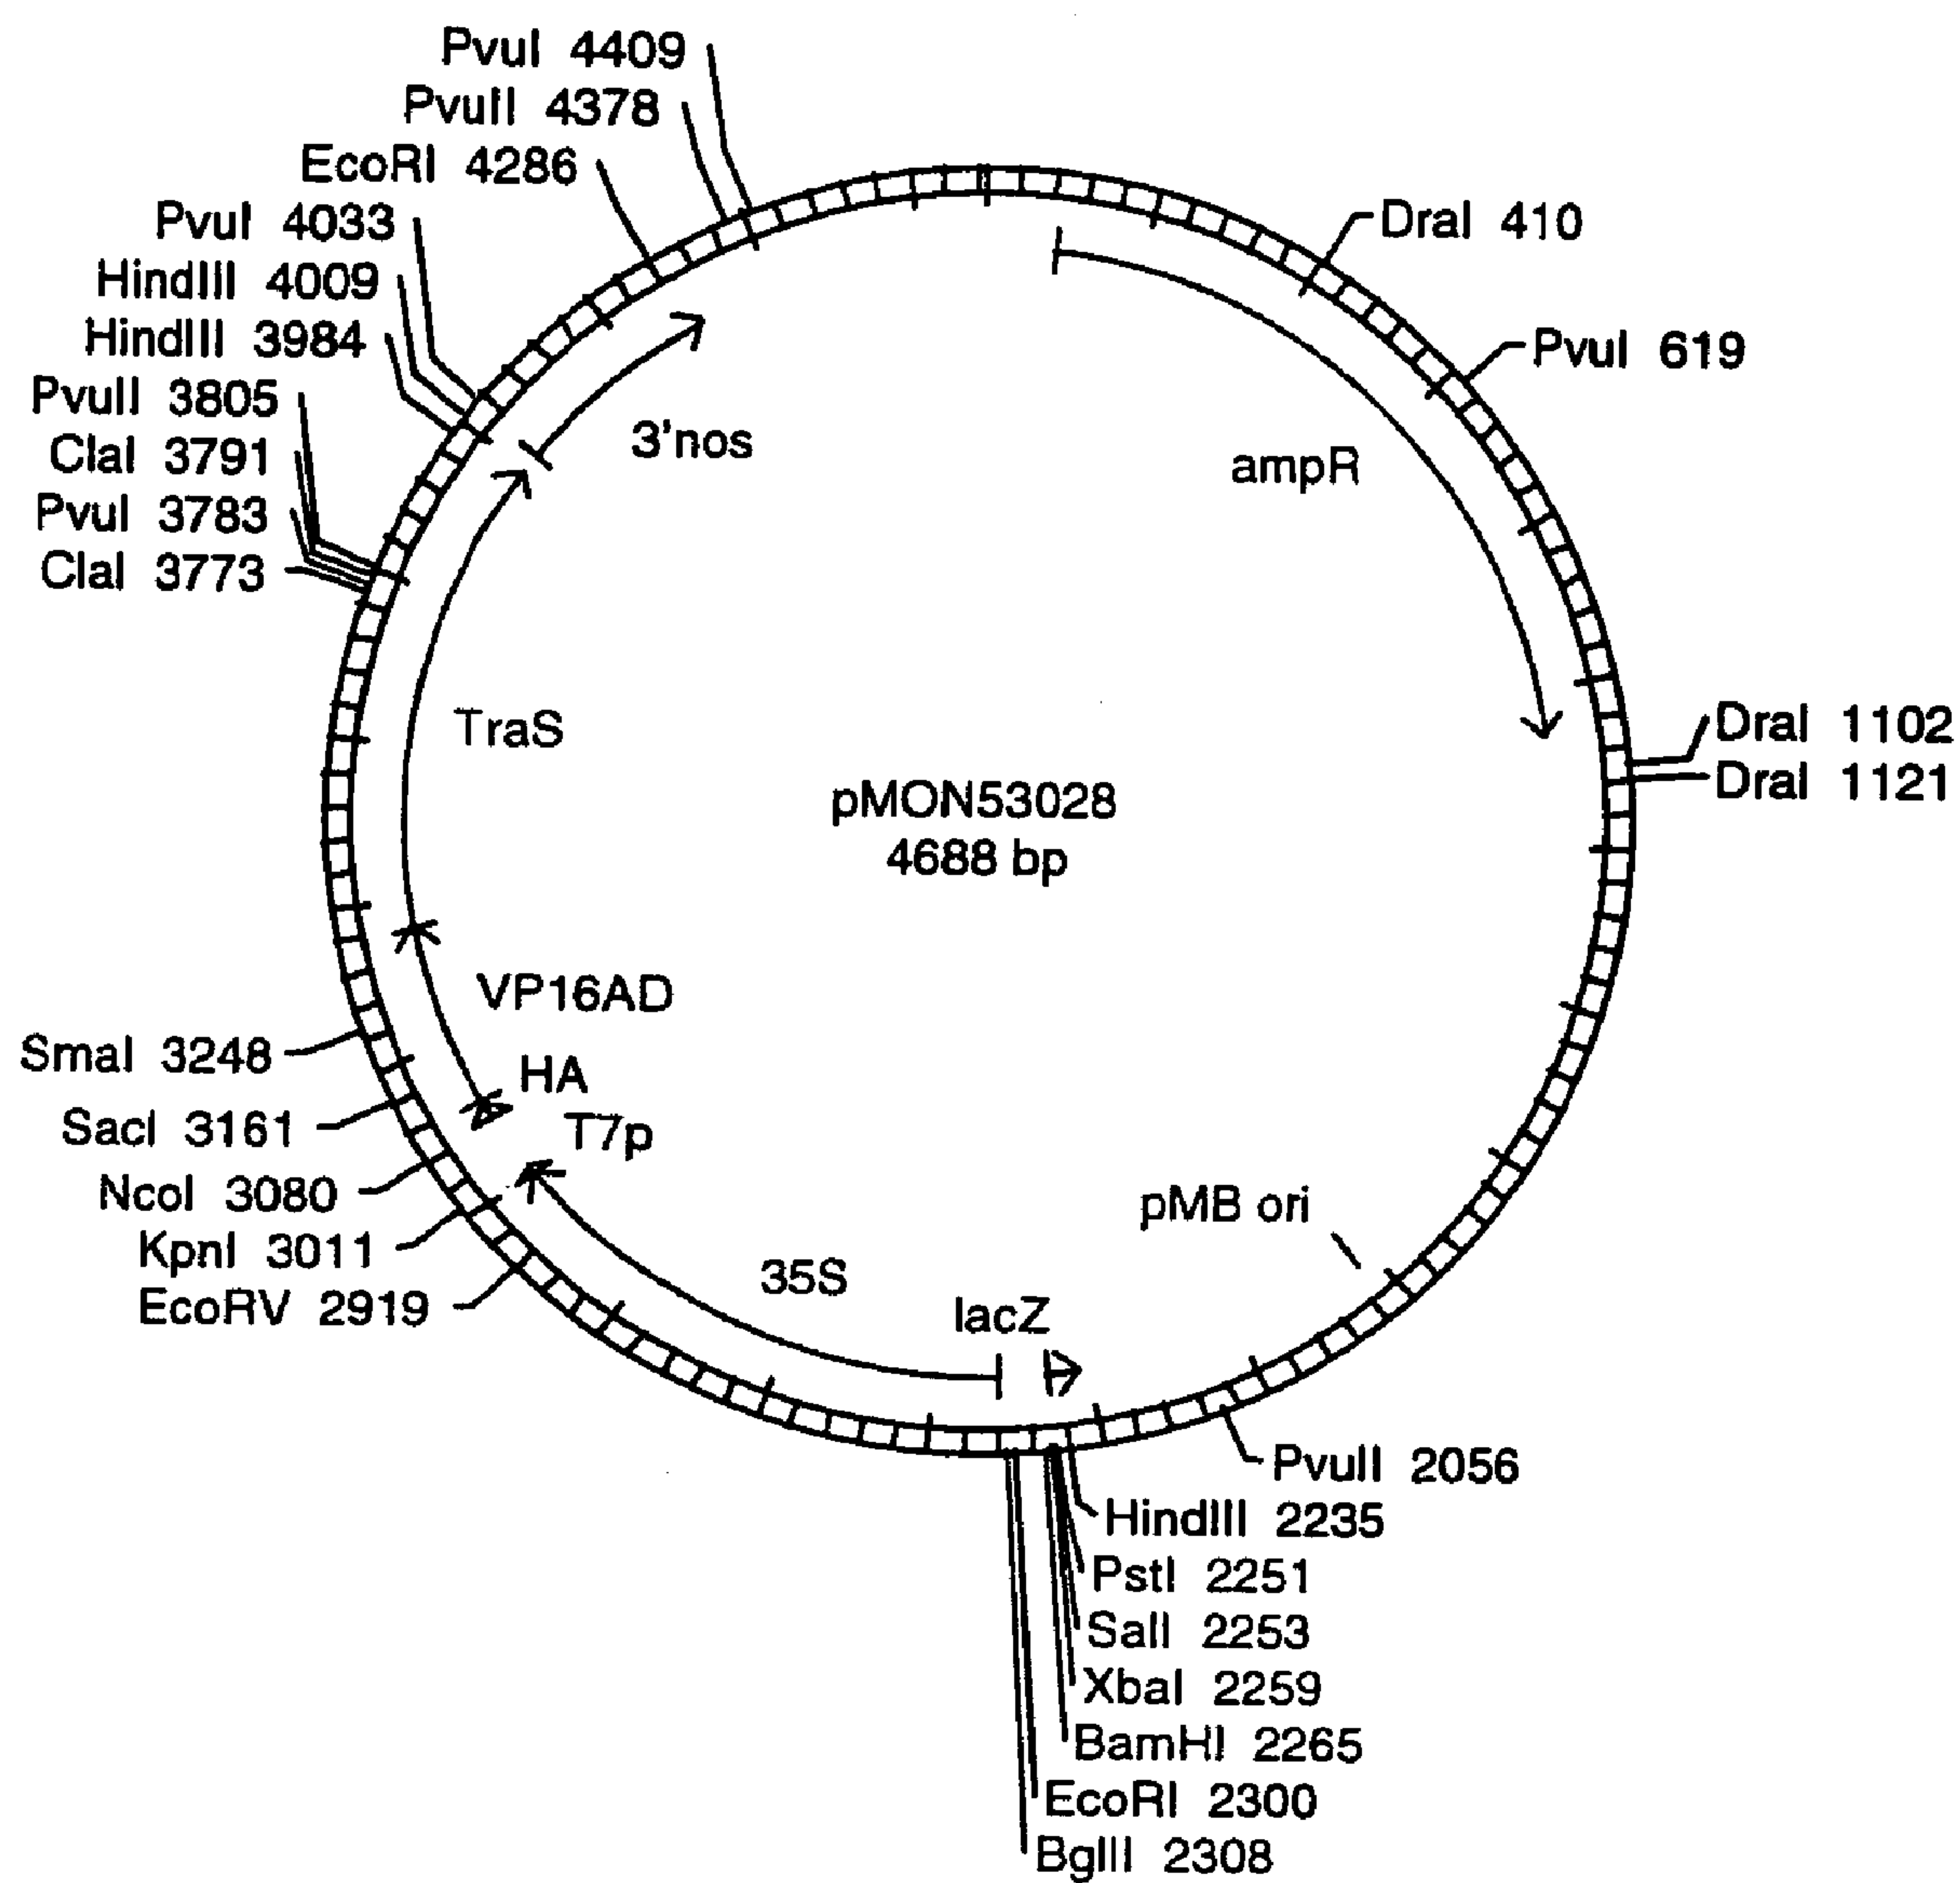 PvuI 4409
PvuII 4378
EcoRI 4286
PvuI 4033
HindIII 4009
HindIII 3984
PvuII 3805
ClaI 3791
PvuI 3783
ClaI 3773
DraI 410
PvuI 619
3'nos
ampR
TraS
DraI 1102
DraI 1121
pMON53028
4688 bp
VP16AD
HA
T7p
SmaI 3248
SacI 3161
NcoI 3080
KpnI 3011
EcoRV 2919
pMB ori
35S
lacZ
PvuII 2056
HindIII 2235
PstI 2251
SalI 2253
XbaI 2259
BamHI 2265
EcoRI 2300
BglII 2308